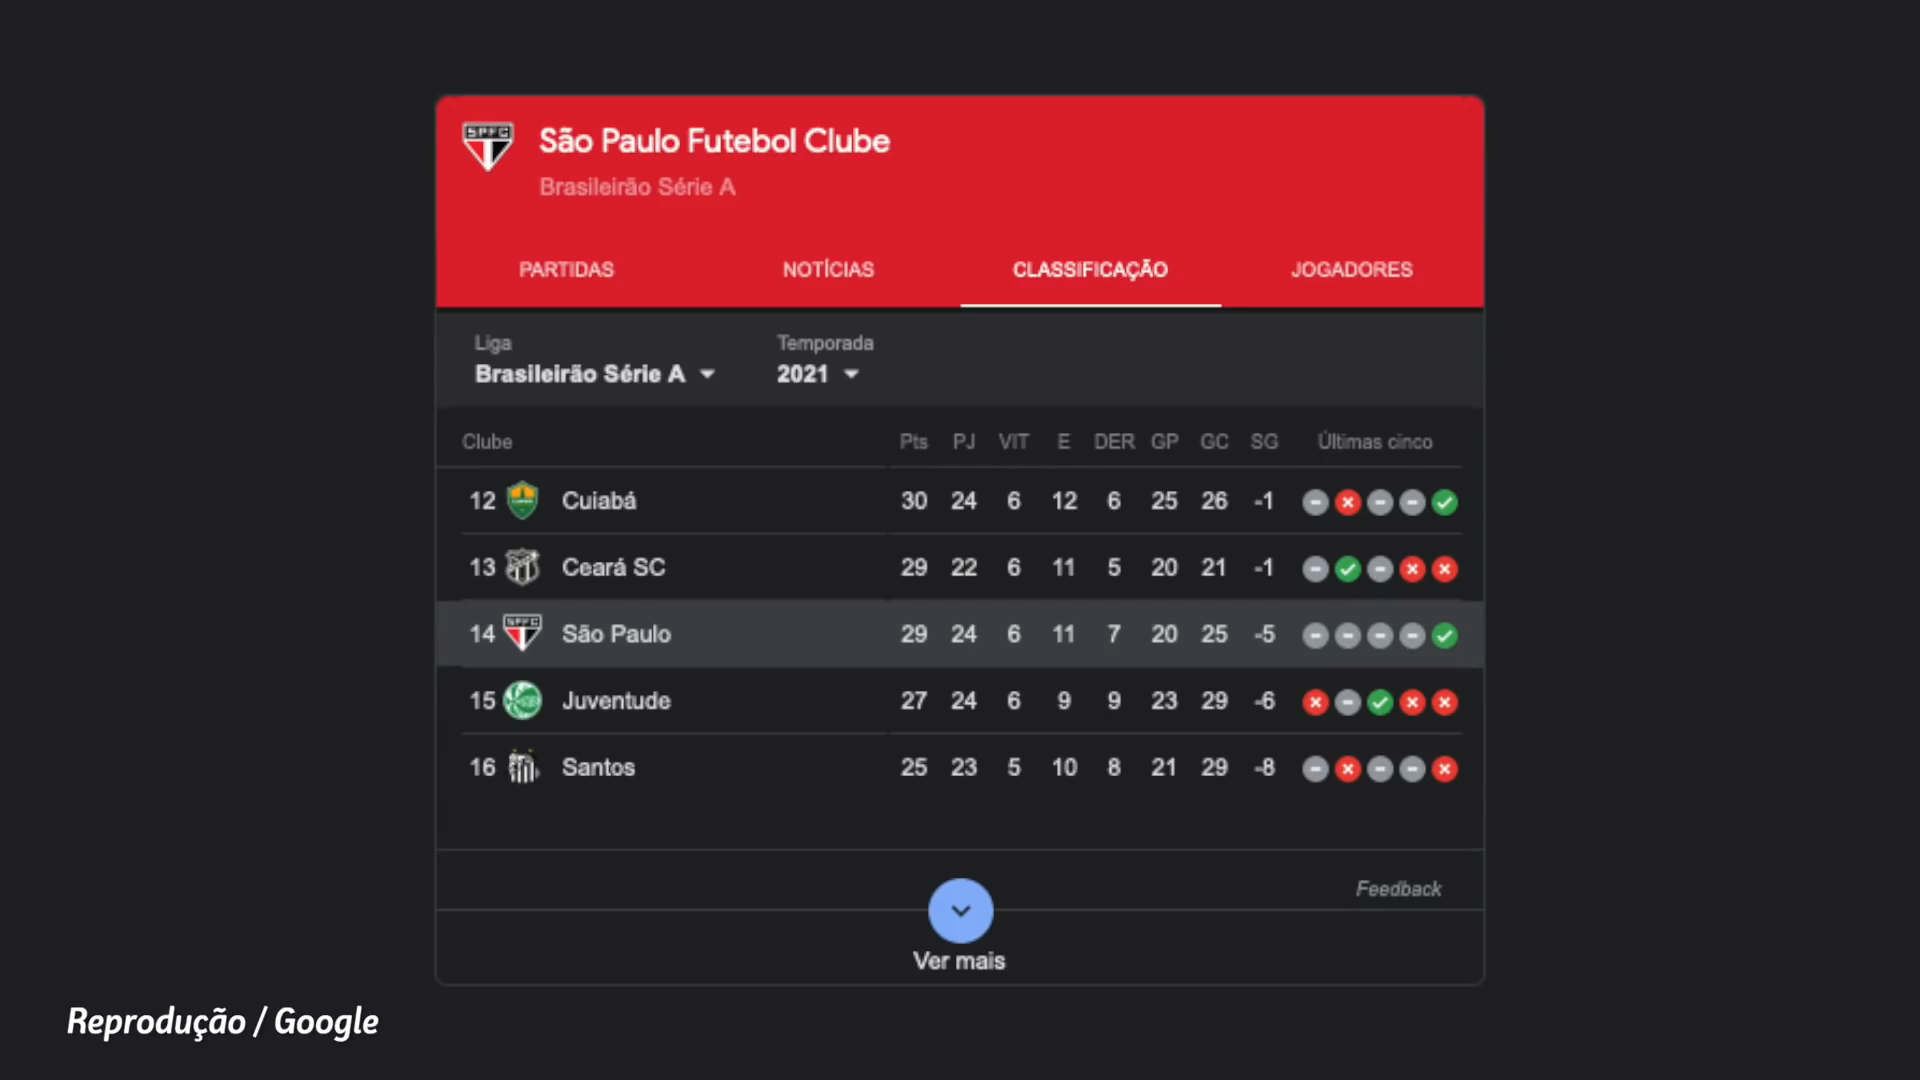 SPFC
São Paulo Futebol Clube
Brasileirão Série A
PARTIDAS NOTÍCIAS CLASSIFICAÇÃO JOGADORES
Liga Temporada
Brasileirão Série A 2021
Clube Pts PJ VIT E DER GP GC SG Últimas cinco
12 Cuiabá 30 24 6 12 6 25 26 -1
13 Ceará SC 29 22 6 11 5 20 21 -1
14 SPFC São Paulo 29 24 6 11 7 20 25 -5
15 Juventude 27 24 6 9 9 23 29 -6
16 Santos 25 23 5 10 8 21 29 -8
Feedback
Ver mais
Reprodução / Google